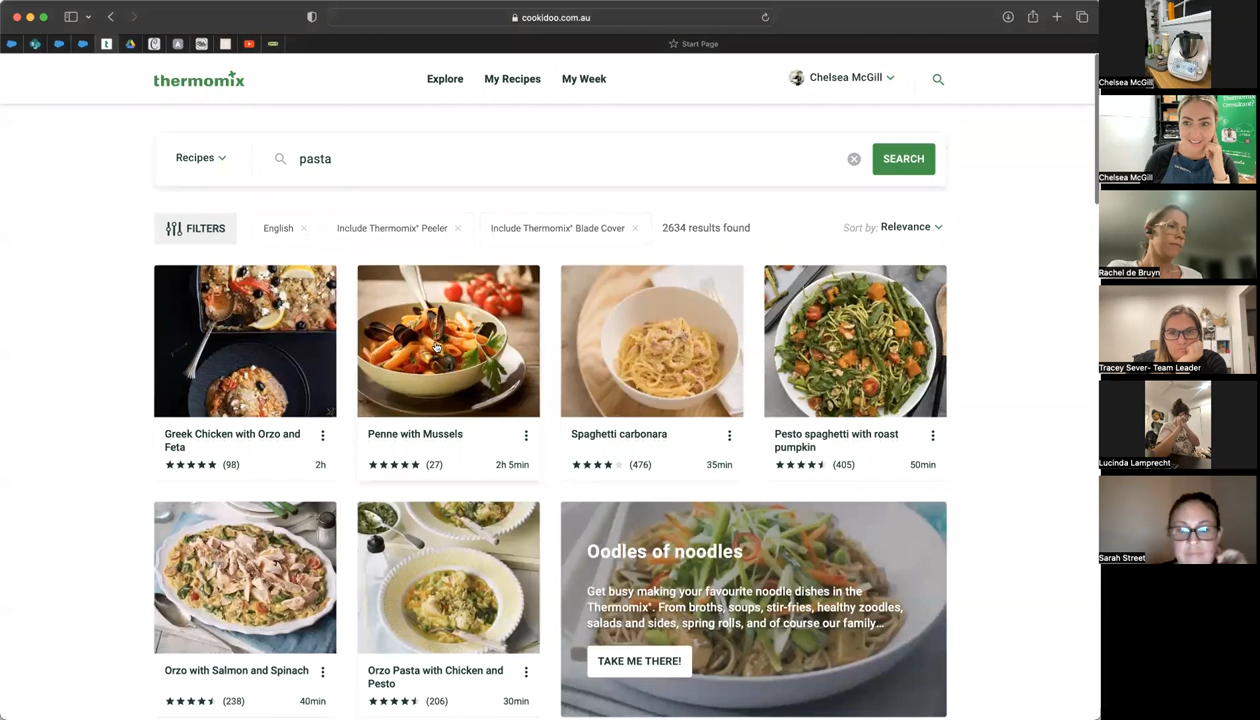 cookidoo.com.au
Start Page
thermomix
Explore
My Recipes
My Week
Chelsea McGill
Recipes
pasta
SEARCH
FILTERS
English
Include Thermomix® Peeler
Include Thermomix® Blade Cover
2634 results found
Sort by: Relevance
Greek Chicken with Orzo and
Feta
(98)
2h
Penne with Mussels
(27)
2h 5min
Spaghetti carbonara
(476)
35min
Pesto spaghetti with roast
pumpkin
(405)
50min
Orzo with Salmon and Spinach
(238)
40min
Orzo Pasta with Chicken and
Pesto
(206)
30min
Oodles of noodles
Get busy making your favourite noodle dishes in the
Thermomix®. From broths, soups, stir-fries, healthy zoodles,
salads and sides, spring rolls, and of course our family...
TAKE ME THERE!
Chelsea McGill
Chelsea McGill
Rachel de Bruyn
Tracey Sever- Team Leader
Lucinda Lamprecht
Sarah Street